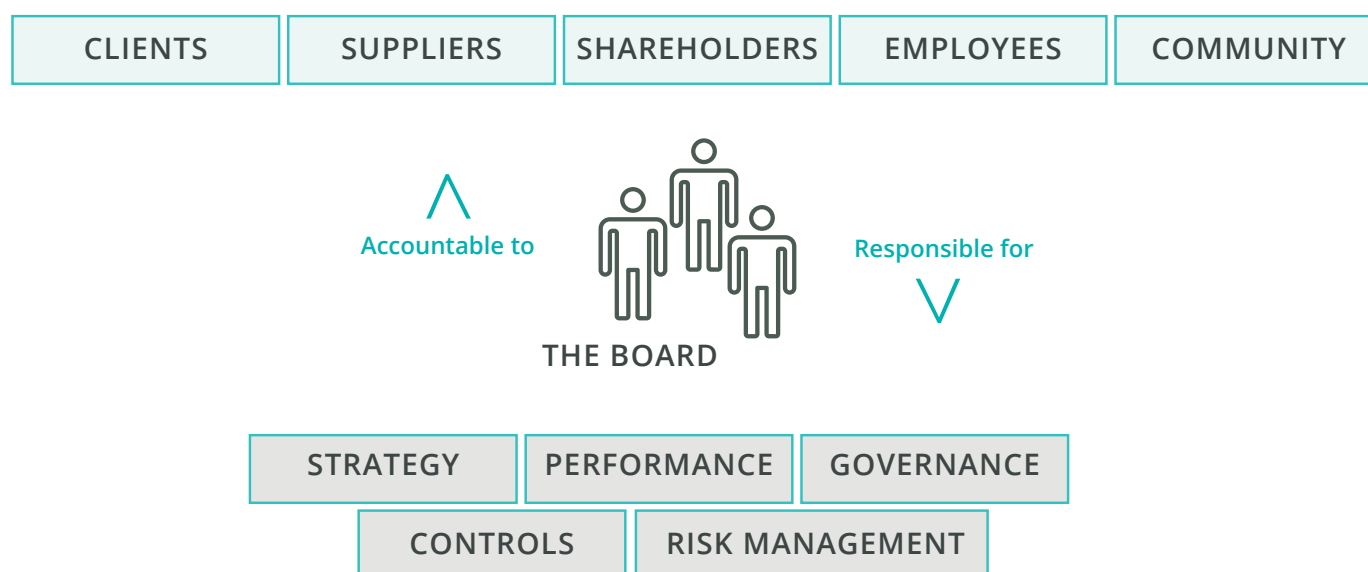 CLIENTS
SUPPLIERS
SHAREHOLDERS
EMPLOYEES
COMMUNITY
Accountable to
Responsible for
THE BOARD
STRATEGY
PERFORMANCE
GOVERNANCE
CONTROLS
RISK MANAGEMENT